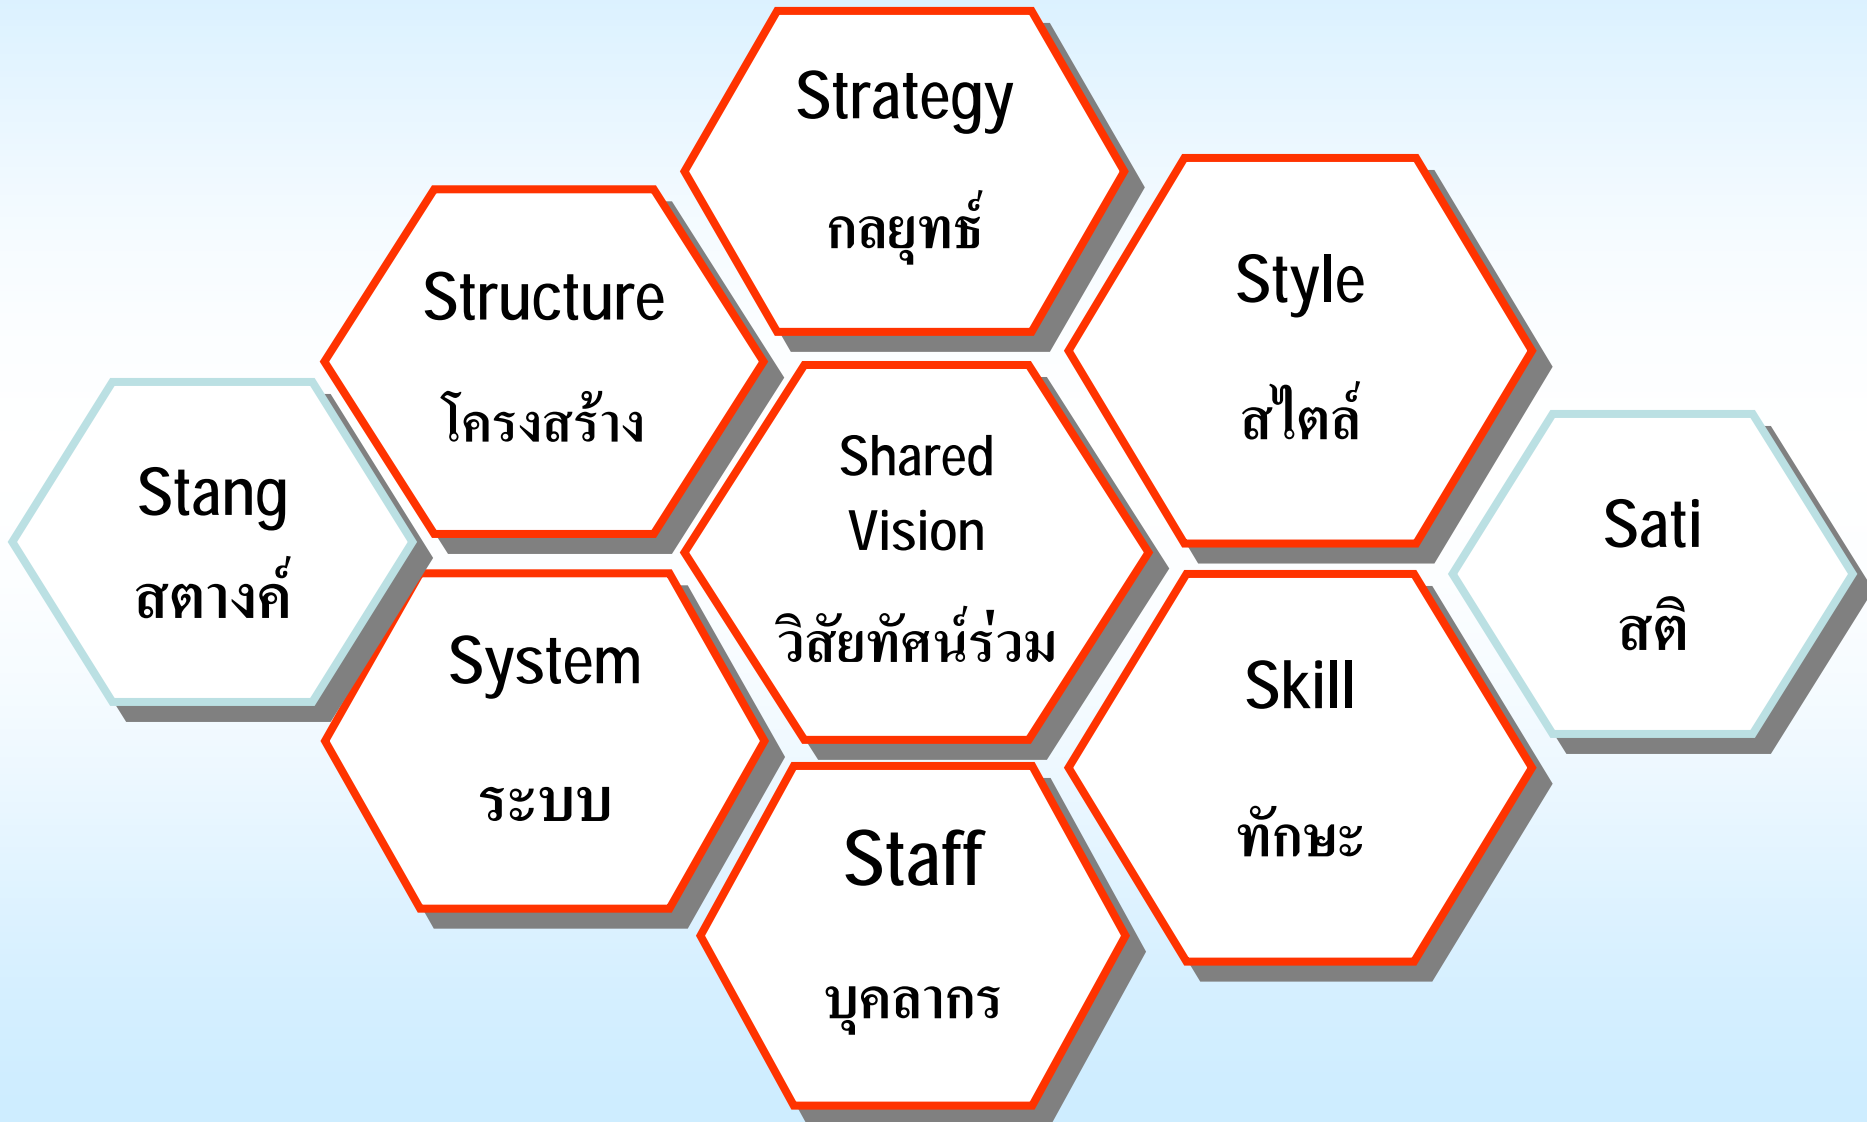 Strategy
กลยุทธ์
Structure
โครงสร้าง
Style
สไตล์
Stang
สตางค์
Shared
Vision
วิสัยทัศน์ร่วม
Sati
สติ
System
ระบบ
Skill
ทักษะ
Staff
บุคลากร